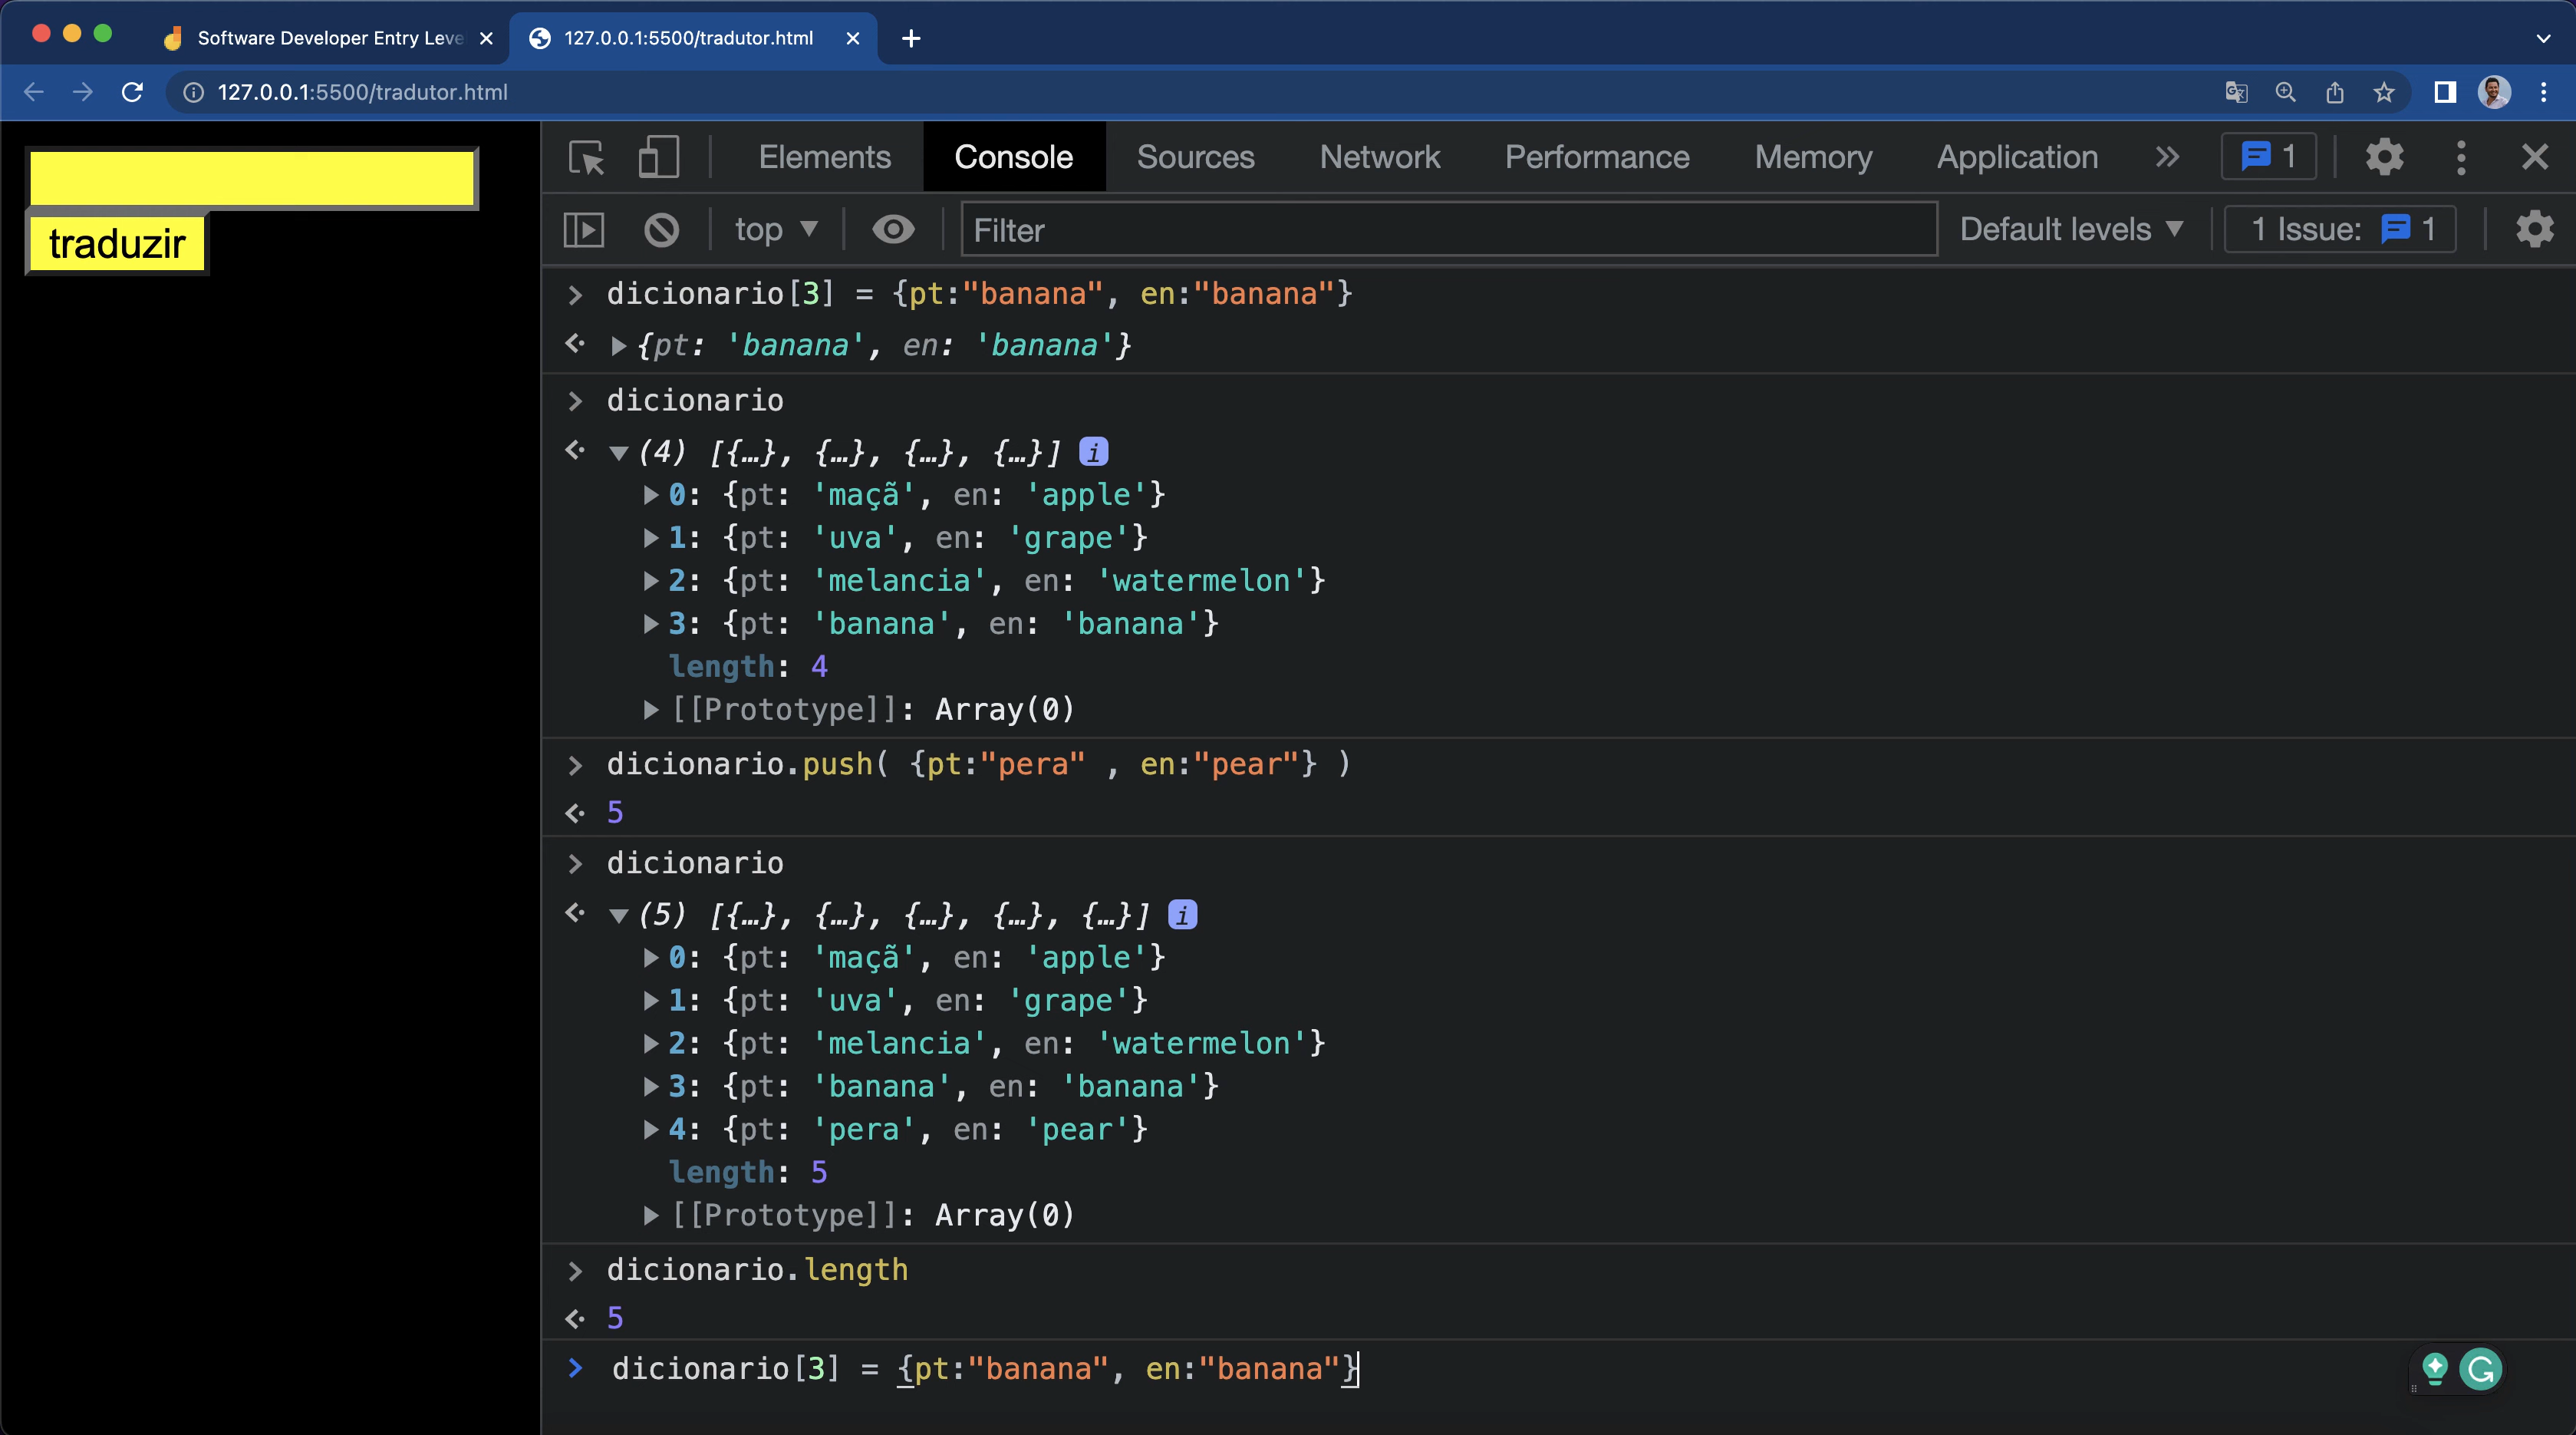 Software Developer Entry Leve
127.0.0.1:5500/tradutor.html
127.0.0.1:5500/tradutor.html
traduzir
Elements Console Sources Network Performance Memory Application 1
top Filter Default levels 1 Issue: 1
dicionario[3] = {pt:"banana", en:"banana"}
{pt: 'banana', en: 'banana'}
dicionario
(4) [{…}, {…}, {…}, {…}] i
0: {pt: 'maçã', en: 'apple'}
1: {pt: 'uva', en: 'grape'}
2: {pt: 'melancia', en: 'watermelon'}
3: {pt: 'banana', en: 'banana'}
length: 4
[[Prototype]]: Array(0)
dicionario.push( {pt:"pera" , en:"pear"} )
5
dicionario
(5) [{…}, {…}, {…}, {…}, {…}] i
0: {pt: 'maçã', en: 'apple'}
1: {pt: 'uva', en: 'grape'}
2: {pt: 'melancia', en: 'watermelon'}
3: {pt: 'banana', en: 'banana'}
4: {pt: 'pera', en: 'pear'}
length: 5
[[Prototype]]: Array(0)
dicionario.length
5
dicionario[3] = {pt:"banana", en:"banana"}